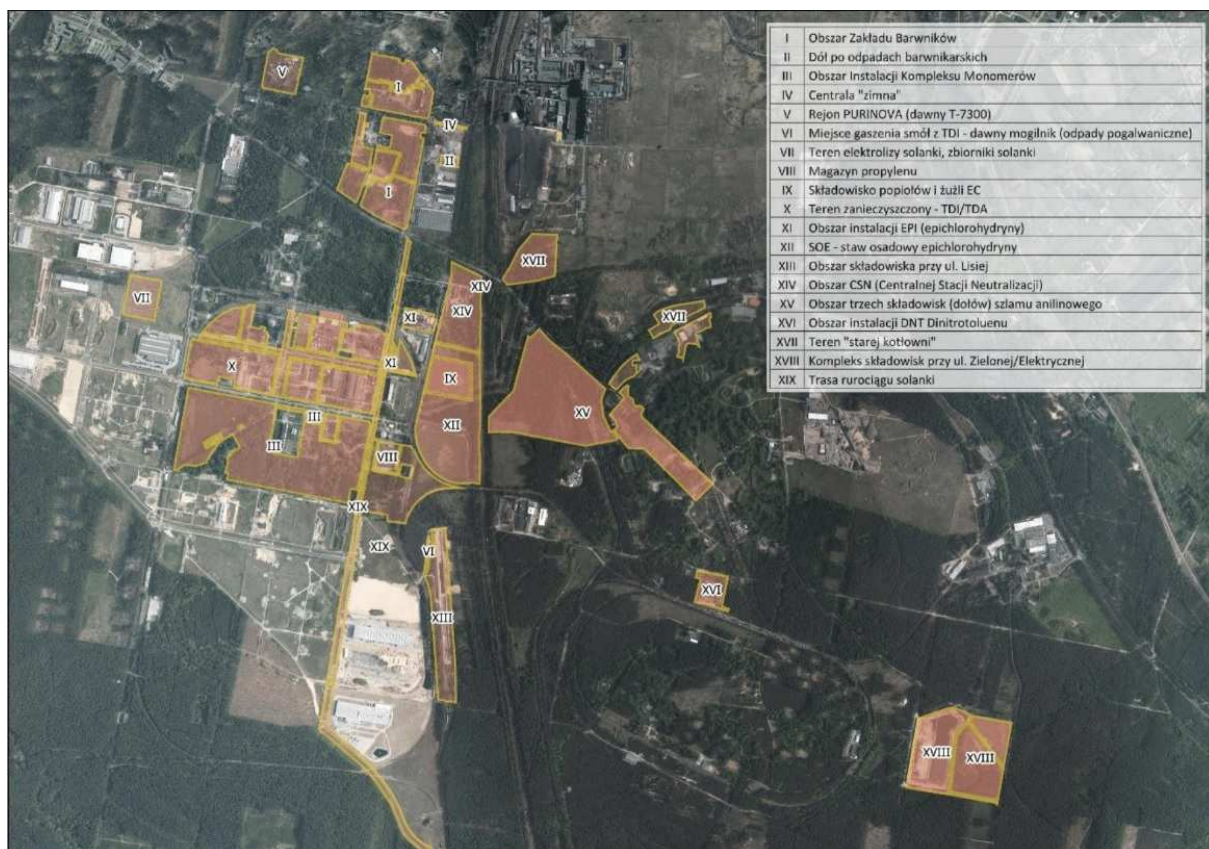 I Obszar Zakładu Barwników
II Dół po odpadach barwnikarskich
III Obszar Instalacji Kompleksu Monomerów
IV Centrala "zimna"
V Rejon PURINOVA (dawny T-7300)
VI Miejsce gaszenia smół z TDI - dawny mogilnik (odpady pogalwaniczne)
VII Teren elektrolizy solanki, zbiorniki solanki
VIII Magazyn propylenu
IX Składowisko popiołów i żużli EC
X Teren zanieczyszczony - TDI/TDA
XI Obszar instalacji EPI (epichlorohydryny)
XII SOE - staw osadowy epichlorohydryny
XIII Obszar składowiska przy ul. Lisiej
XIV Obszar CSN (Centralnej Stacji Neutralizacji)
XV Obszar trzech składowisk (dołów) szlamu anilinowego
XVI Obszar instalacji DNT Dinitrotoluenu
XVII Teren "starej kotłowni"
XVIII Kompleks składowisk przy ul. Zielonej/Elektrycznej
XIX Trasa rurociągu solanki
V
I
IV
II
I
XVII
XIV
VII
XIV
XI
XVII
XI
X
IX
III
XV
XII
III
VIII
XIX
XIX
VI
XVI
XIII
XVIII
XVIII